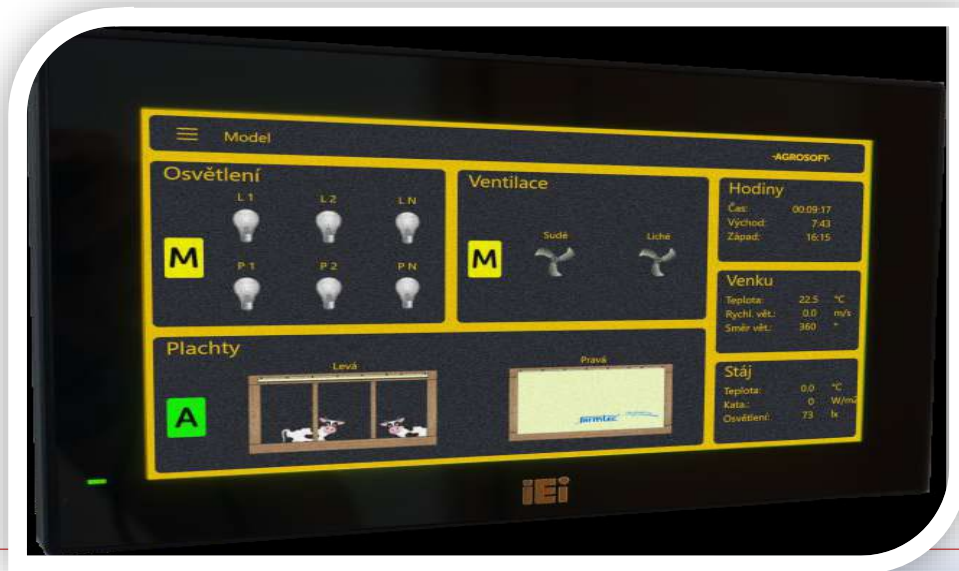 Model
-AGROSOFT-
Osvětlení
L 1 L 2 L N
M
P 1 P 2 P N
Ventilace
M
Sudé Liché
Hodiny
Čas: 00:09:17
Východ: 7:43
Západ: 16:15
Venku
Teplota: 22.5 °C
Rychl. vět.: 0.0 m/s
Směr vět.: 360 °
Plachty
A
Levá
Pravá
farmtec
Stáj
Teplota: 0.0 °C
Kata.: 0 W/m2
Osvětlení: 73 lx
iEi